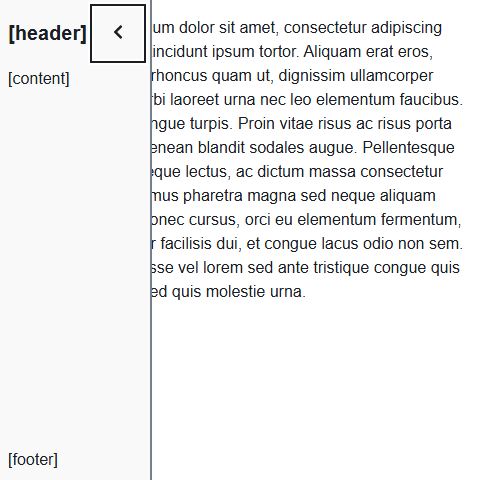 [header]
[content]
[footer]
um dolor sit amet, consectetur adipiscing
incidunt ipsum tortor. Aliquam erat eros,
rhoncus quam ut, dignissim ullamcorper
rbi laoreet urna nec leo elementum faucibus.
ngue turpis. Proin vitae risus ac risus porta
enean blandit sodales augue. Pellentesque
eque lectus, ac dictum massa consectetur
mus pharetra magna sed neque aliquam
onec cursus, orci eu elementum fermentum,
r facilisis dui, et congue lacus odio non sem.
sse vel lorem sed ante tristique congue quis
ed quis molestie urna.